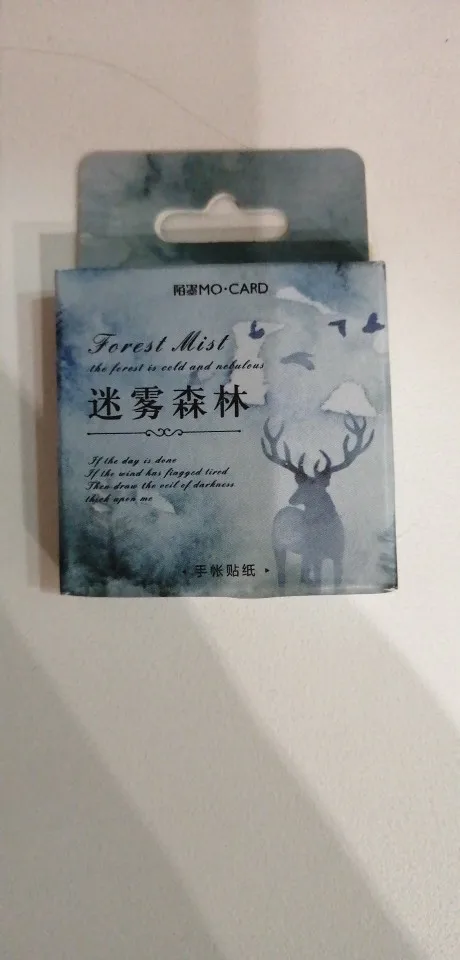 陌墨MO·CARD
Forest Mist
the forest is cold and nebulous
迷雾森林
If the day is done
If the wind has flagged tired
Then draw the veil of darkness
thick upon me
手帐贴纸